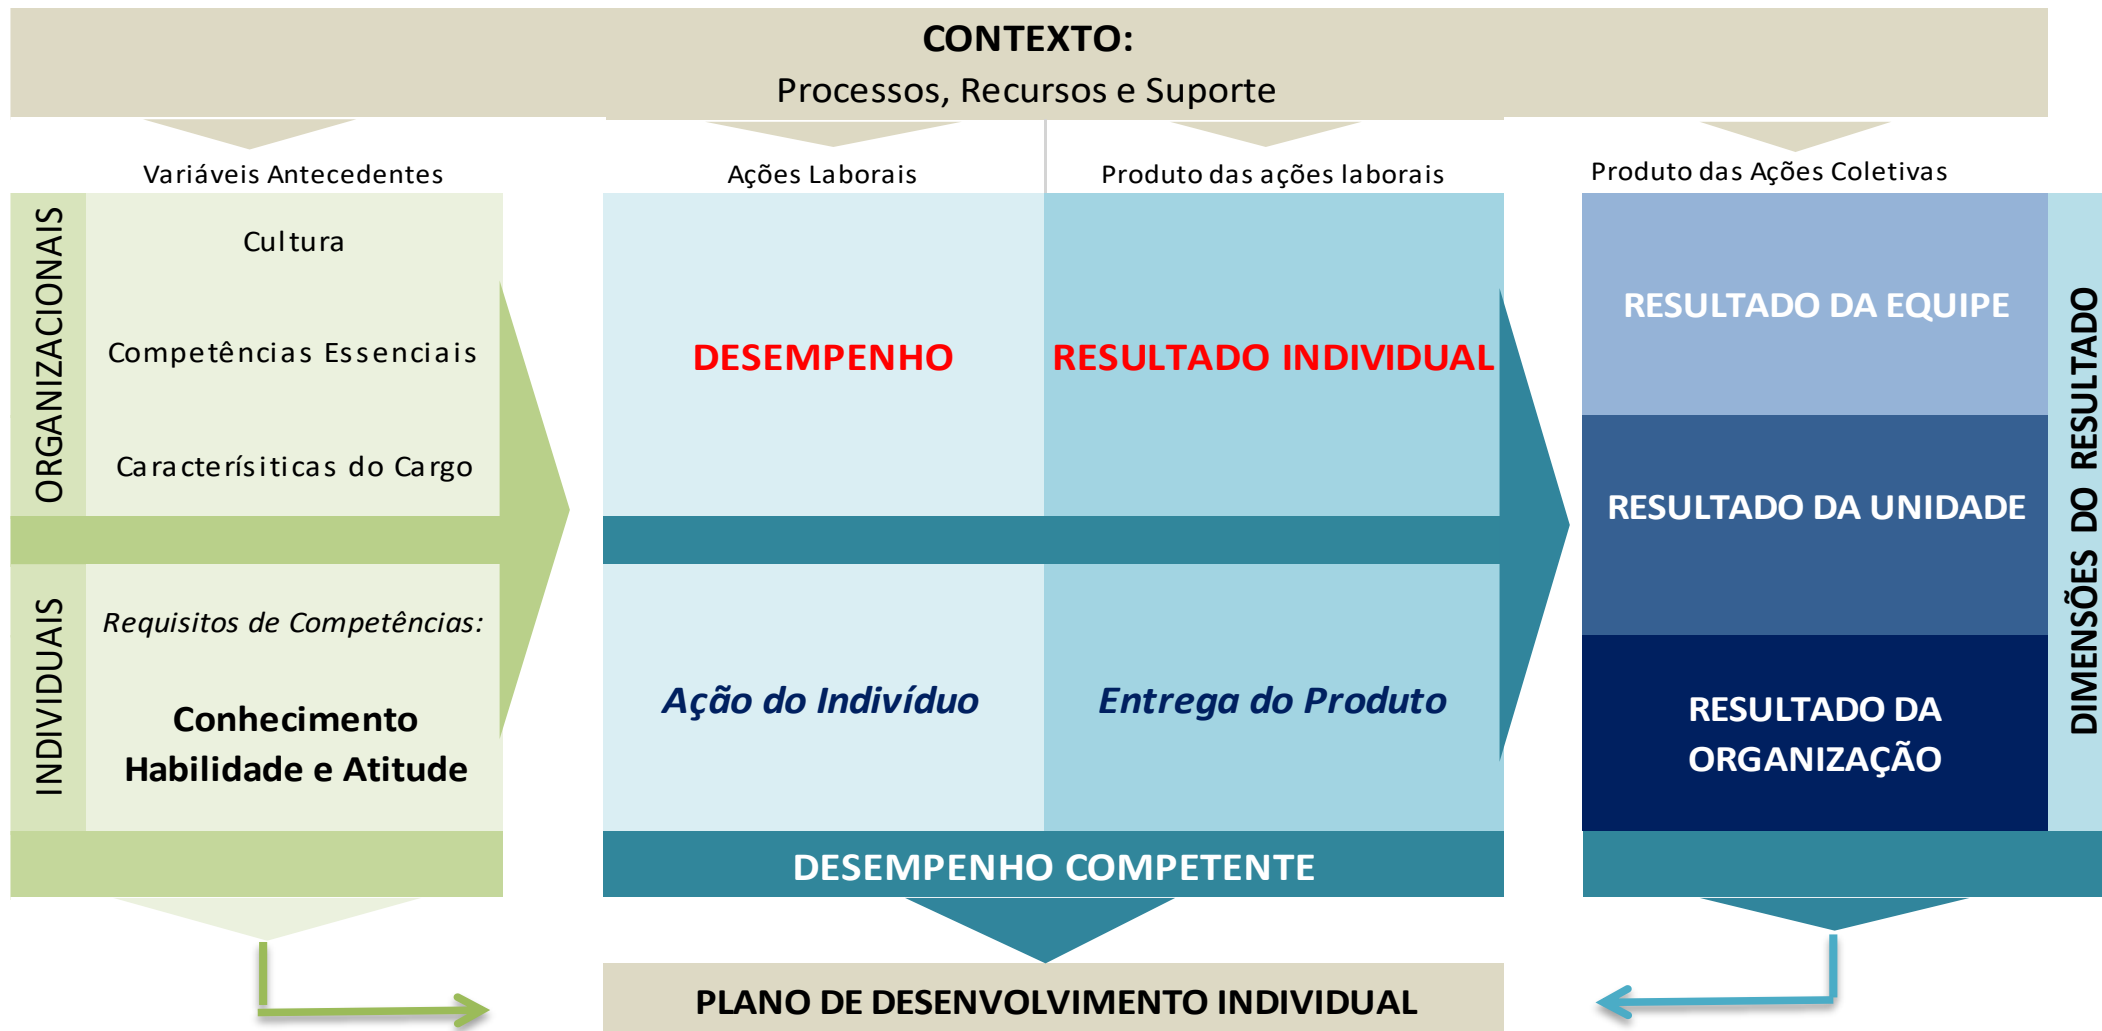 CONTEXTO:
Processos, Recursos e Suporte
Variáveis Antecedentes
Ações Laborais
Produto das ações laborais
Produto das Ações Coletivas
ORGANIZACIONAIS
Cultura
Competências Essenciais
Caracterísiticas do Cargo
INDIVIDUAIS
Requisitos de Competências:
Conhecimento
Habilidade e Atitude
DESEMPENHO
RESULTADO INDIVIDUAL
Ação do Indivíduo
Entrega do Produto
DESEMPENHO COMPETENTE
RESULTADO DA EQUIPE
RESULTADO DA UNIDADE
RESULTADO DA
ORGANIZAÇÃO
DIMENSÕES DO RESULTADO
PLANO DE DESENVOLVIMENTO INDIVIDUAL